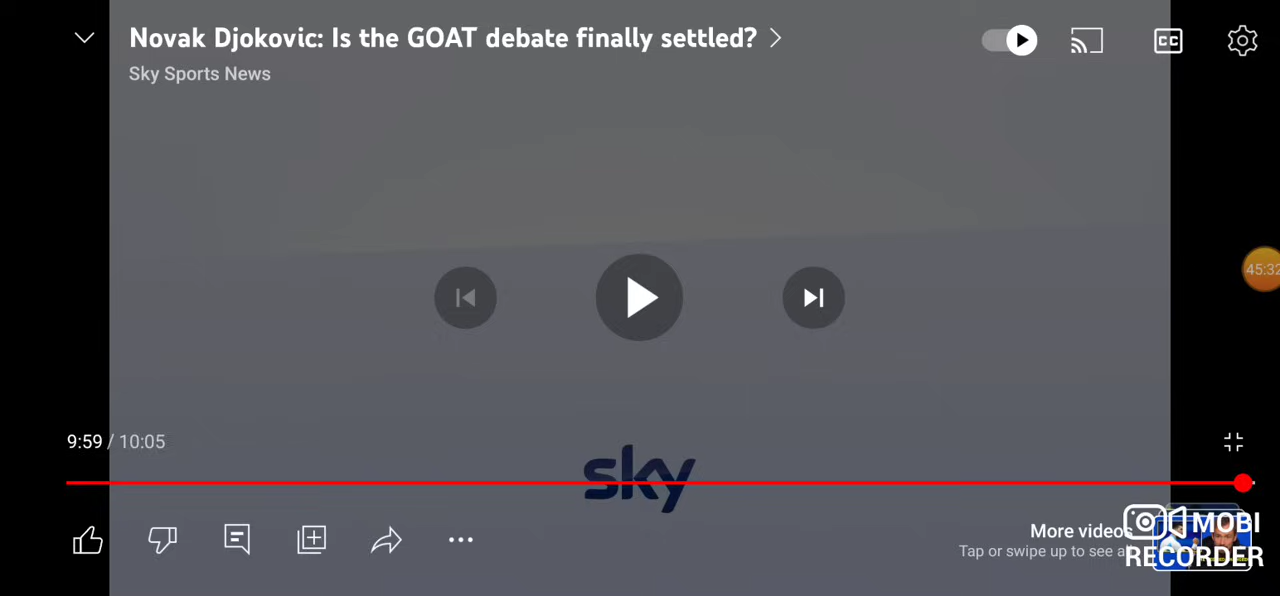 Novak Djokovic: Is the GOAT debate finally settled?
Sky Sports News
CC
45:32
9:59 / 10:05
sky
More videos
Tap or swipe up to see all
MOBI
RECORDER